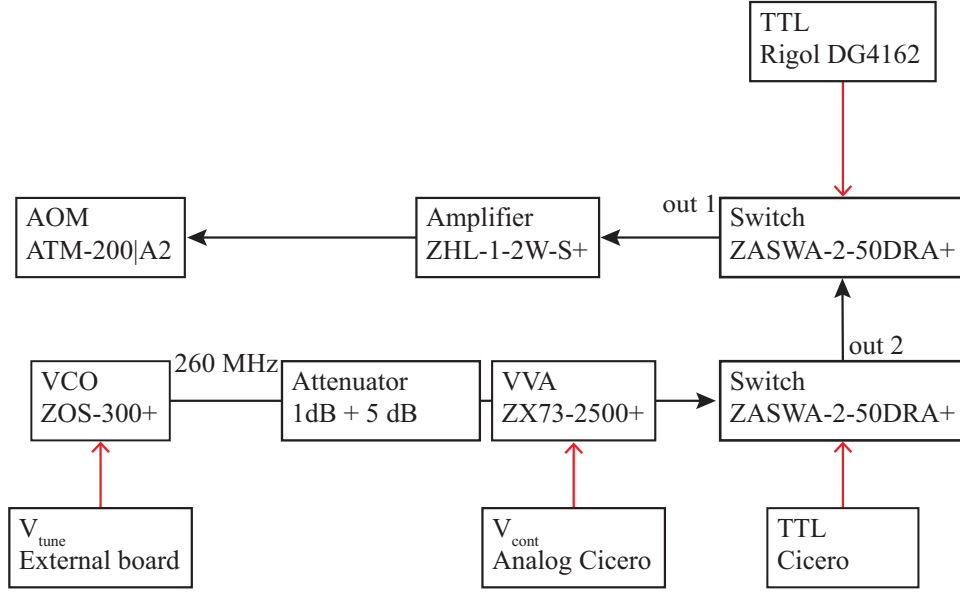 TTL
Rigol DG4162
out 1
AOM
ATM-200|A2
Amplifier
ZHL-1-2W-S+
Switch
ZASWA-2-50DRA+
out 2
260 MHz
VCO
ZOS-300+
Attenuator
1dB + 5 dB
VVA
ZX73-2500+
Switch
ZASWA-2-50DRA+
Vtune
External board
Vcont
Analog Cicero
TTL
Cicero